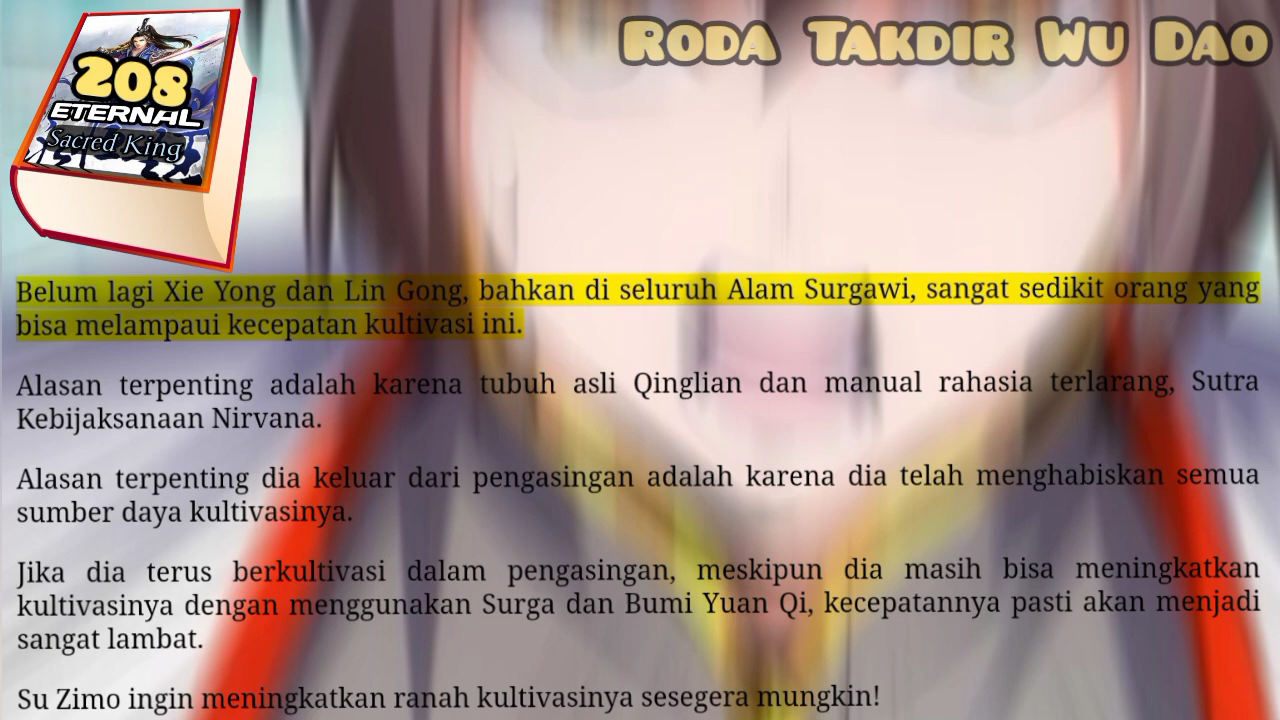 Roda Takdir Wu Dao
208
ETERNAL
Sacred King
Belum lagi Xie Yong dan Lin Gong, bahkan di seluruh Alam Surgawi, sangat sedikit orang yang
bisa melampaui kecepatan kultivasi ini.
Alasan terpenting adalah karena tubuh asli Qinglian dan manual rahasia terlarang, Sutra
Kebijaksanaan Nirvana.
Alasan terpenting dia keluar dari pengasingan adalah karena dia telah menghabiskan semua
sumber daya kultivasinya.
Jika dia terus berkultivasi dalam pengasingan, meskipun dia masih bisa meningkatkan
kultivasinya dengan menggunakan Surga dan Bumi Yuan Qi, kecepatannya pasti akan menjadi
sangat lambat.
Su Zimo ingin meningkatkan ranah kultivasinya sesegera mungkin!